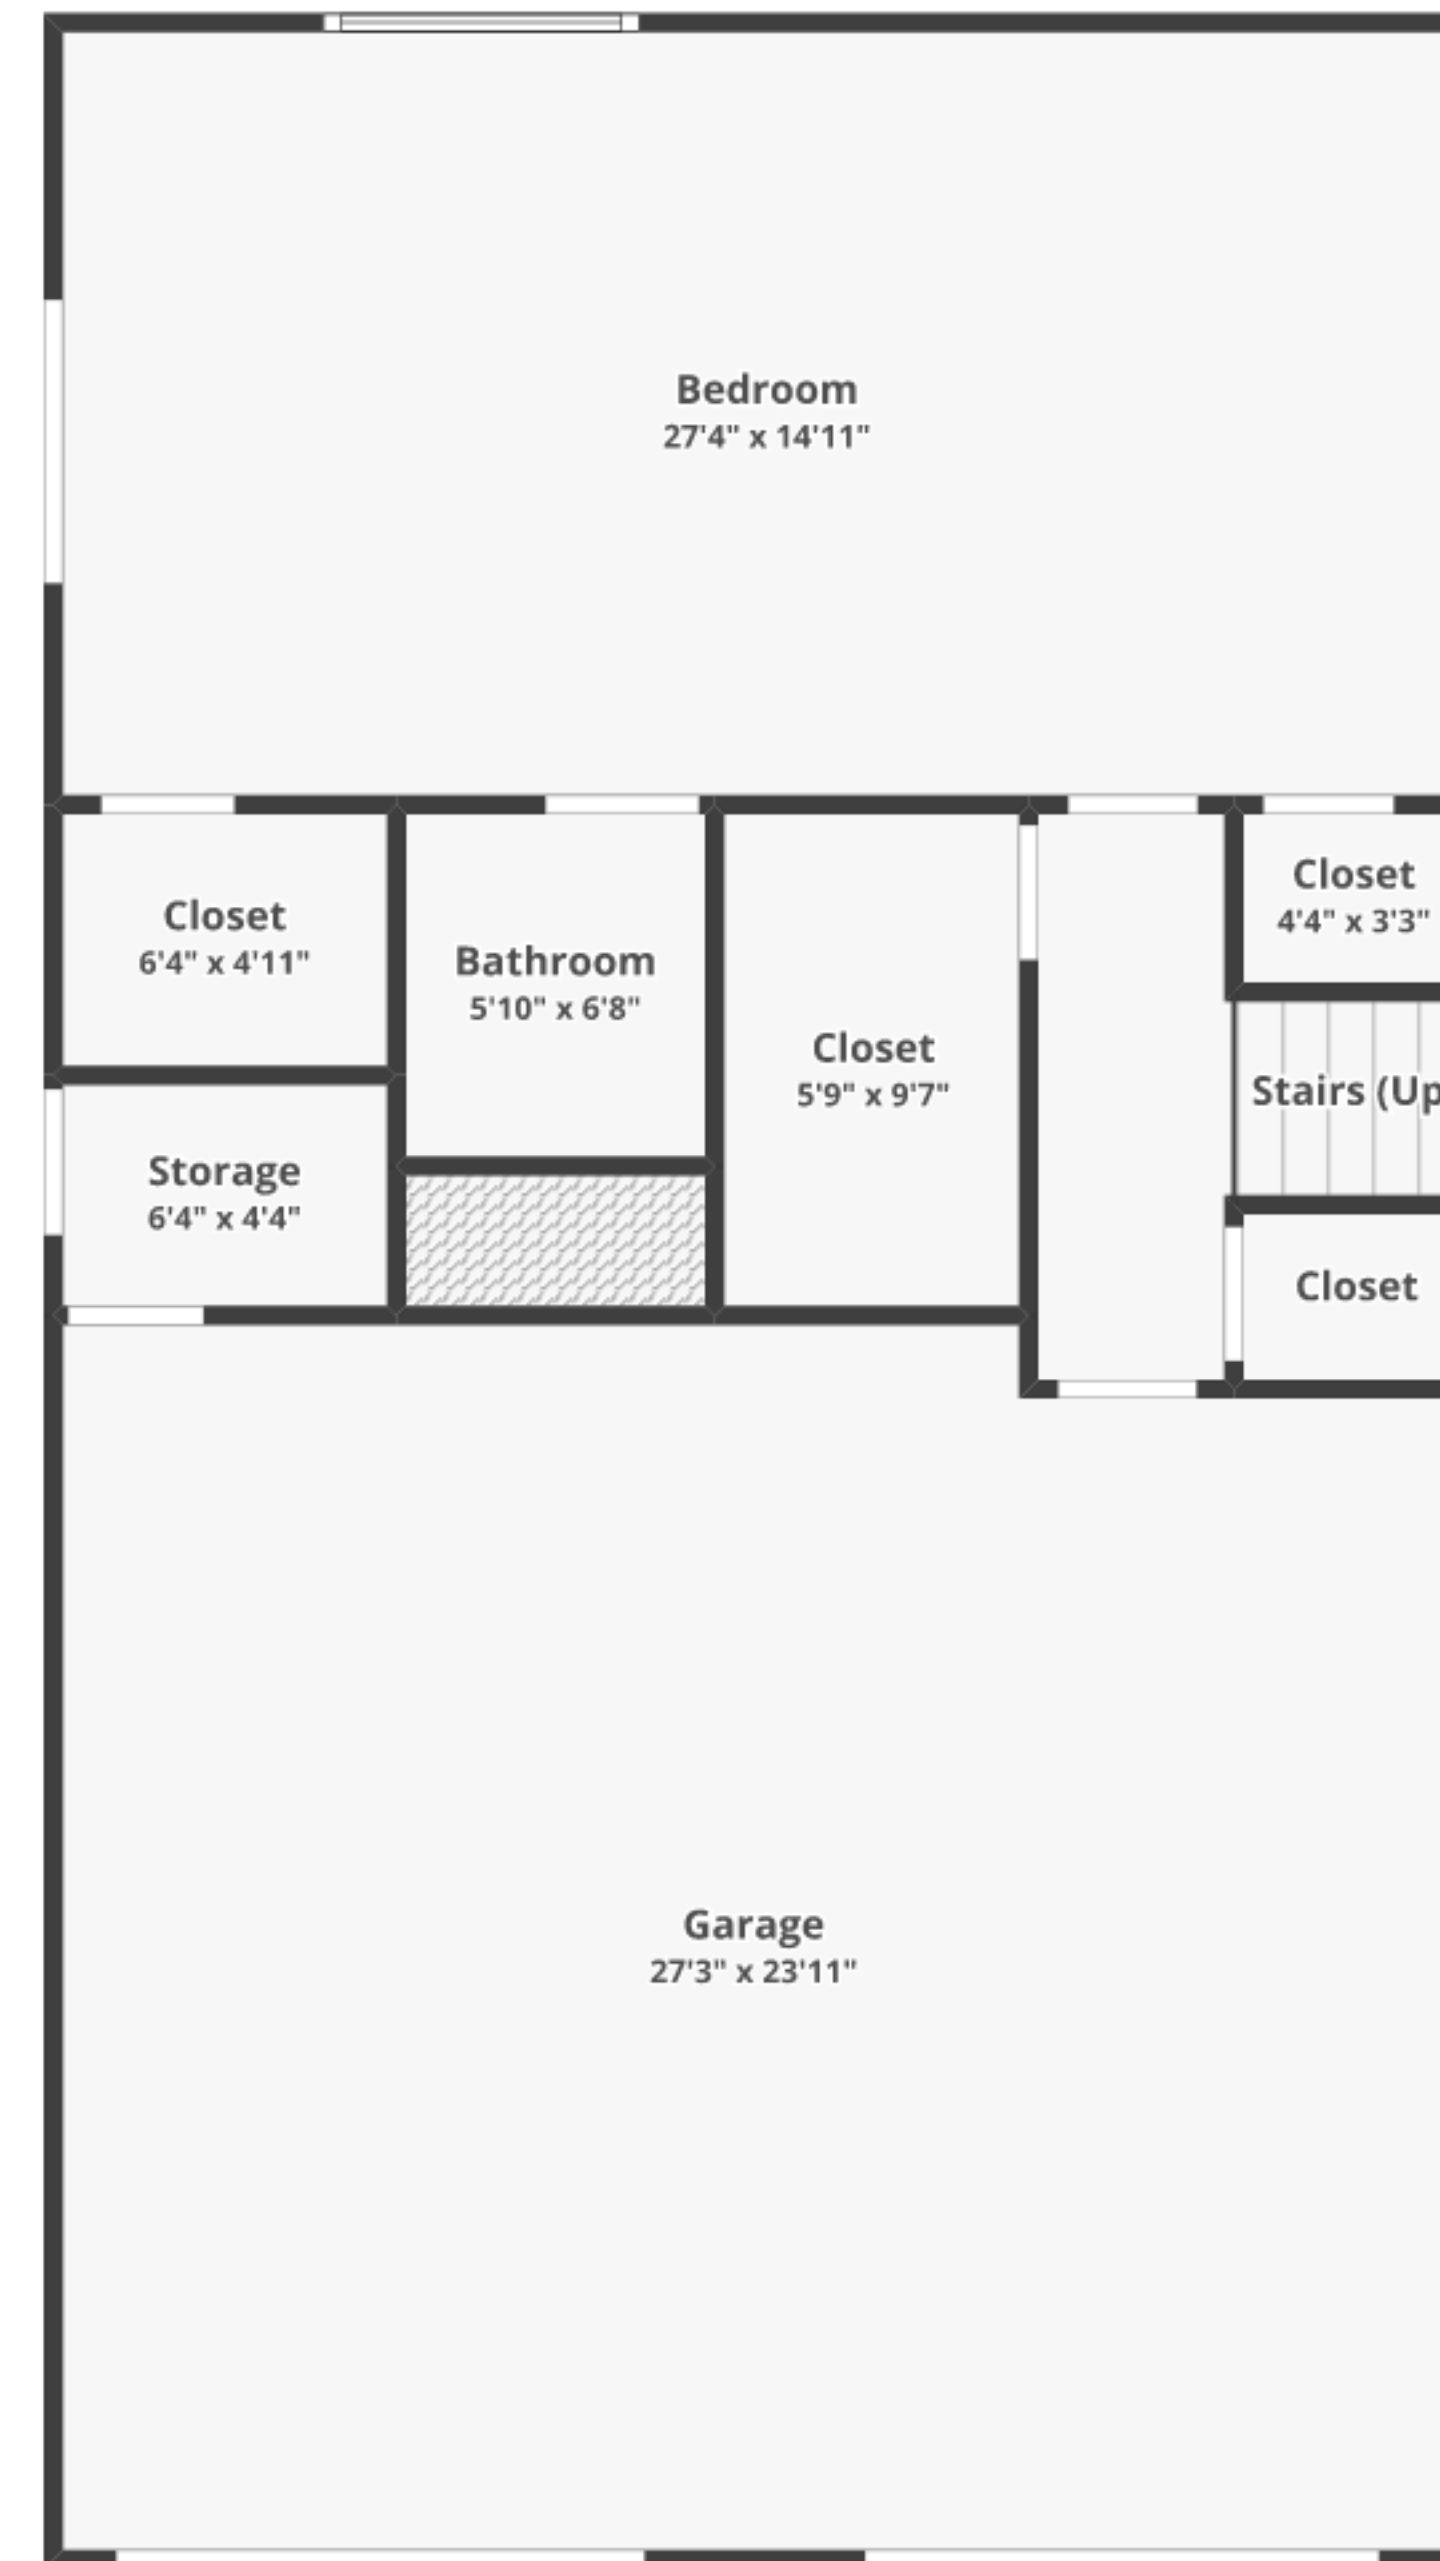 Bedroom
27'4" x 14'11"
Closet
6'4" x 4'11"
Bathroom
5'10" x 6'8"
Closet
5'9" x 9'7"
Closet
4'4" x 3'3"
Stairs (Up
Storage
6'4" x 4'4"
Closet
Garage
27'3" x 23'11"